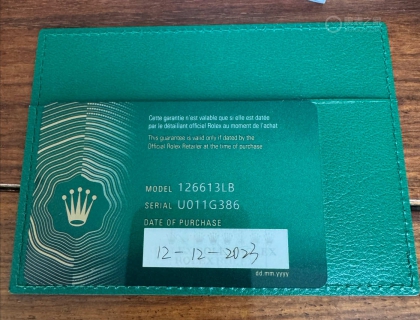 Cette garantie n'est valable que si elle est datée
par le détaillant officiel Rolex au moment de l'achat
This guarantee is valid only if dated by the
Official Rolex Retailer at the time of purchase
MODEL 126613LB
SERIAL U011G386
DATE OF PURCHASE
12-12-2023
dd.mm.yyyy